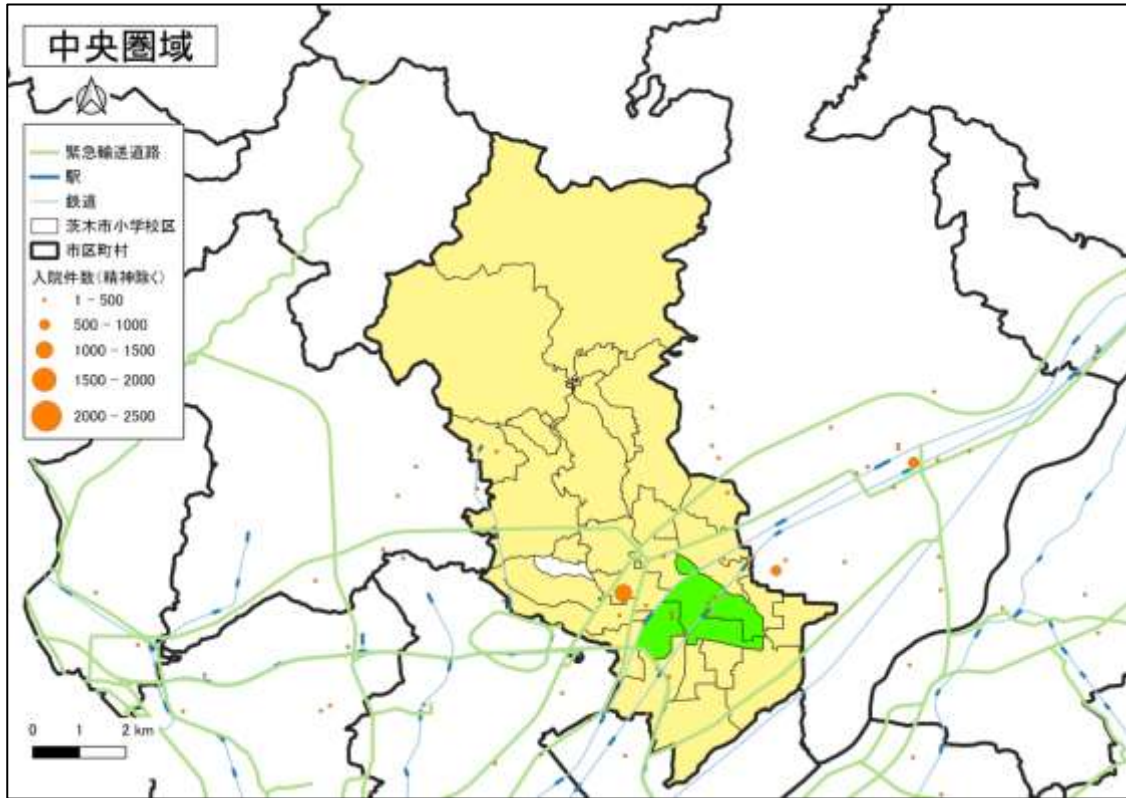 中央圏域
緊急輸送道路
駅
鉄道
茨木市小学校区
市区町村
入院件数(精神除く)
1 - 500
500 - 1000
1000 - 1500
1500 - 2000
2000 - 2500
0 1 2 km